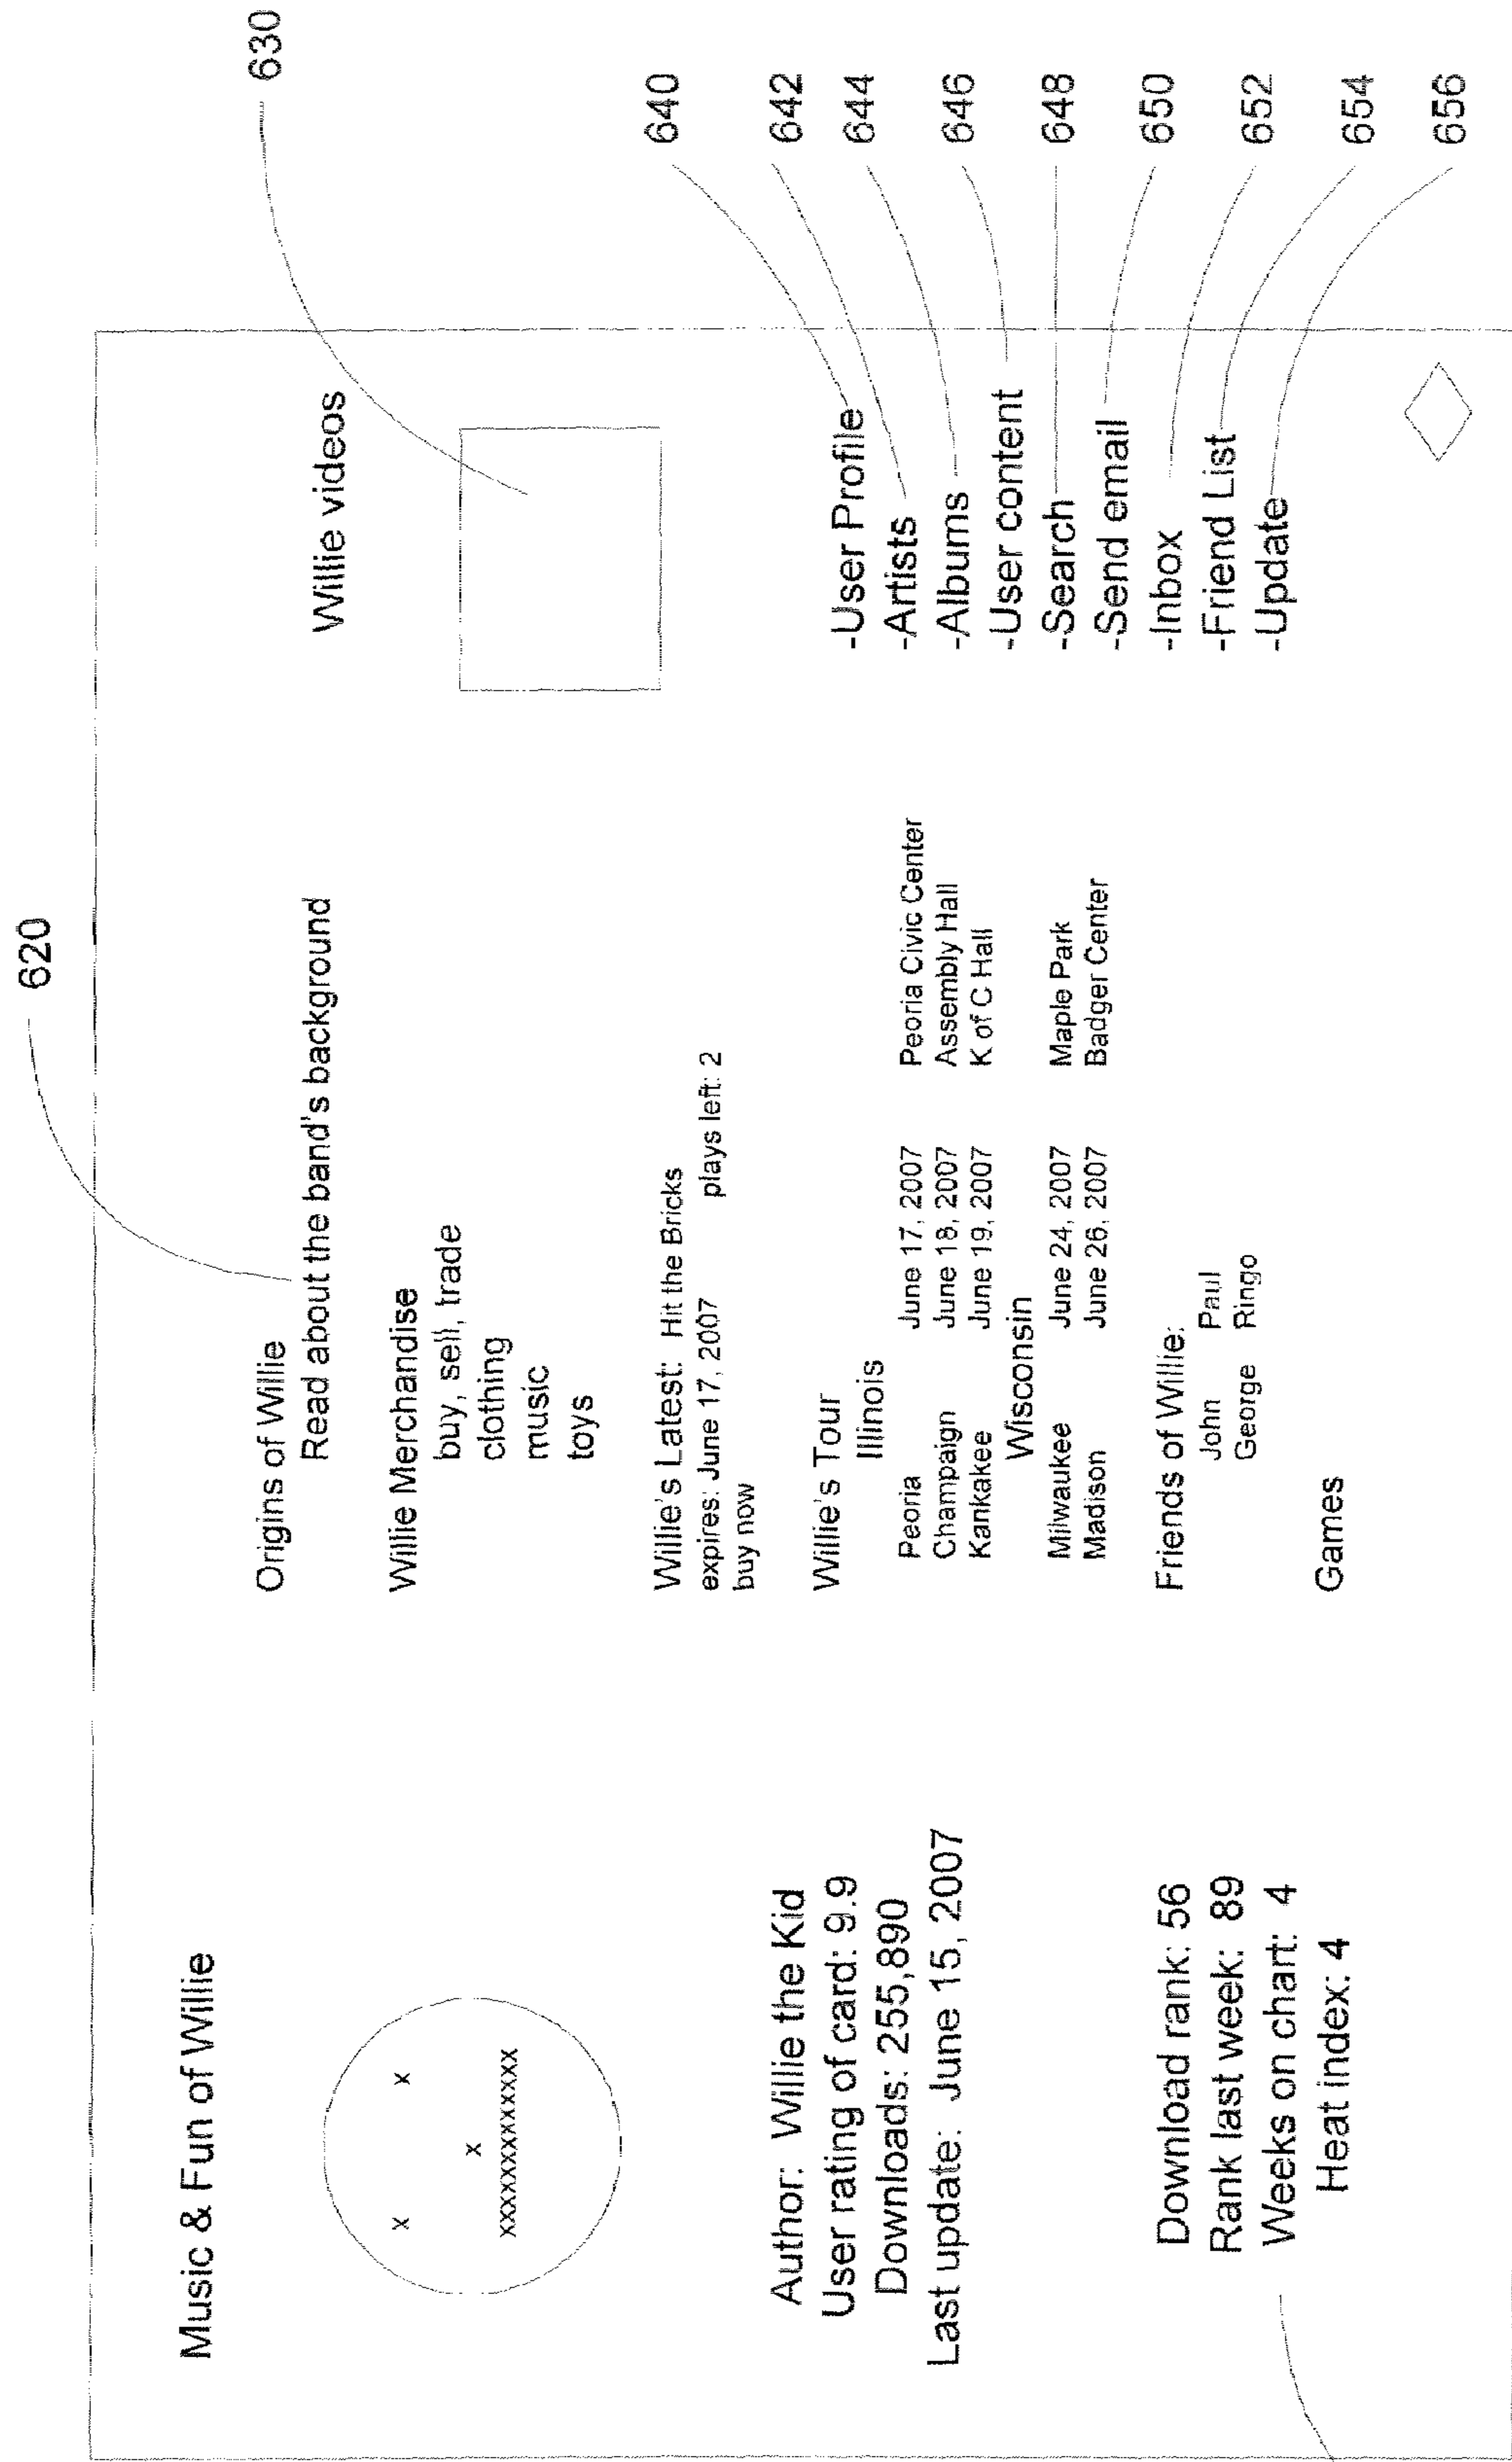 620
630
Music & Fun of Willie
x x
x
xxxxxxxxxxxxx
Author: Willie the Kid
User rating of card: 9.9
Downloads: 255,890
Last update: June 15, 2007
Download rank: 56
Rank last week: 89
Weeks on chart: 4
Heat index: 4
Origins of Willie
Read about the band's background
Willie Merchandise
buy, sell, trade
clothing
music
toys
Willie's Latest: Hit the Bricks
expires: June 17, 2007 plays left: 2
buy now
Willie's Tour
Illinois
Peoria June 17, 2007 Peoria Civic Center
Champaign June 18, 2007 Assembly Hall
Kankakee June 19, 2007 K of C Hall
Wisconsin
Milwaukee June 24, 2007 Maple Park
Madison June 26, 2007 Badger Center
Friends of Willie:
John Paul
George Ringo
Games
Willie videos
-User Profile 640
-Artists 642
-Albums 644
-User content 646
-Search 648
-Send email 650
-Inbox 652
-Friend List 654
-Update 656